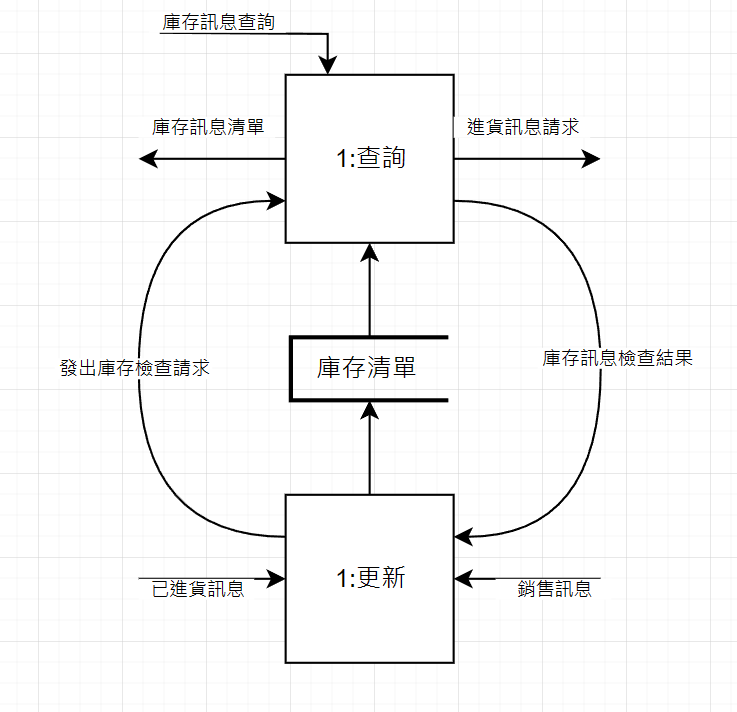 庫存訊息查詢
庫存訊息清單
進貨訊息請求
1:查詢
發出庫存檢查請求
庫存清單
庫存訊息檢查結果
1:更新
已進貨訊息
銷售訊息